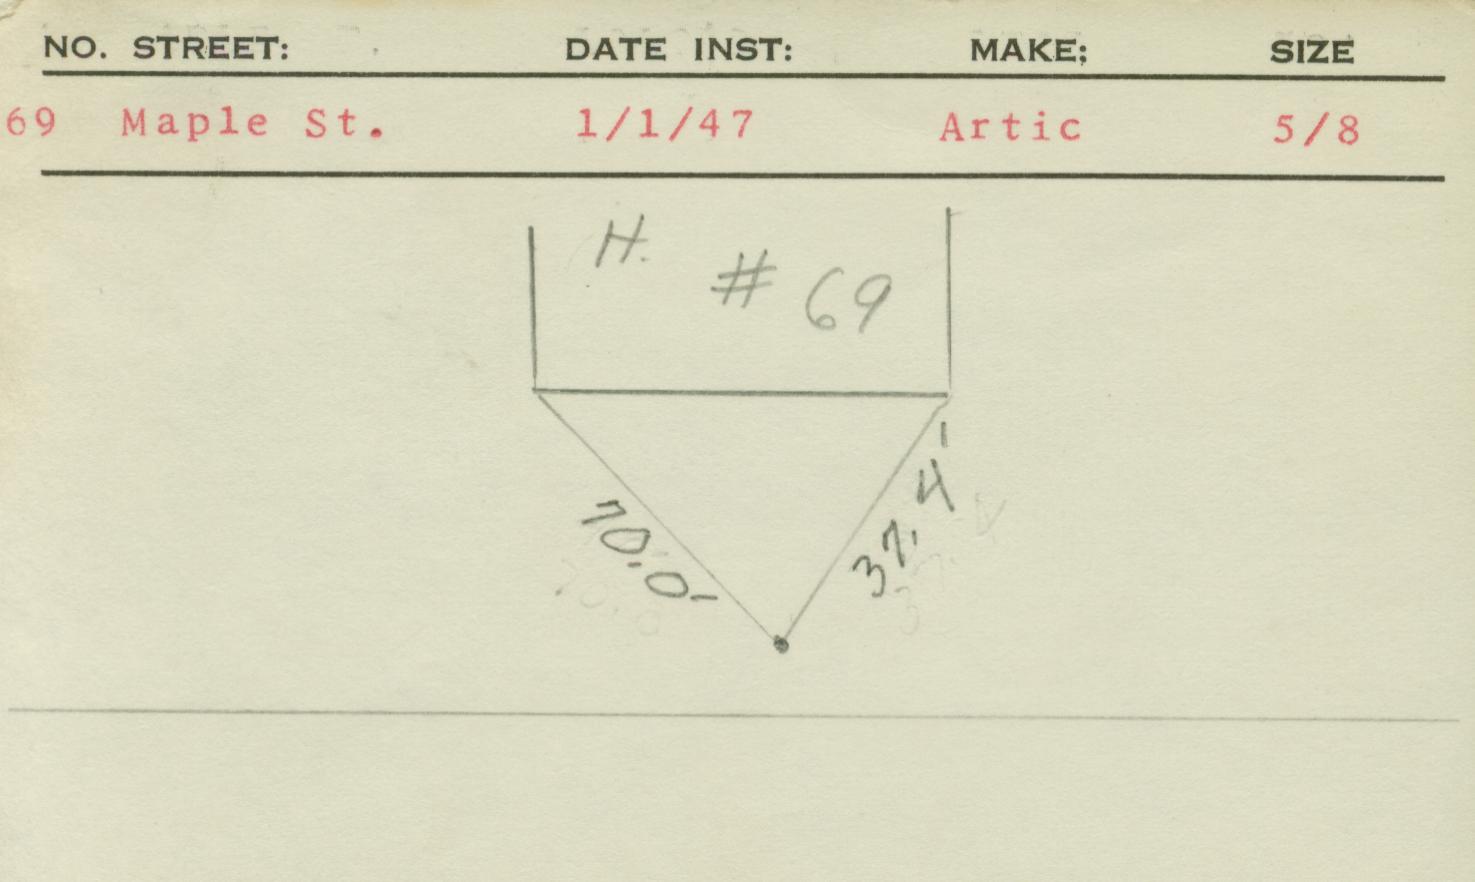 NO. STREET: DATE INST: MAKE; SIZE
69 Maple St. 1/1/47 Artic 5/8
H. # 69
70.0'
37.4'